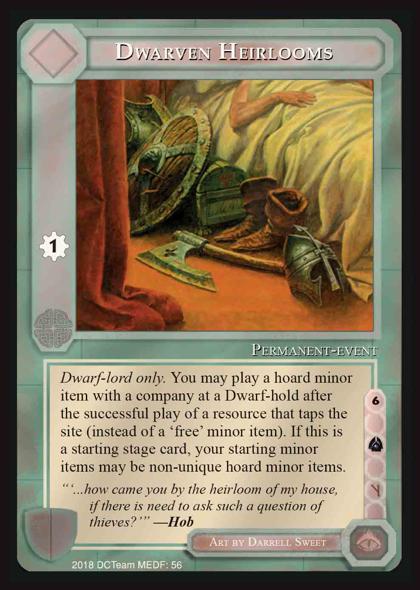 Dwarven Heirlooms
1
Permanent-event
Dwarf-lord only. You may play a hoard minor
item with a company at a Dwarf-hold after
the successful play of a resource that taps the
site (instead of a ‘free’ minor item). If this is
a starting stage card, your starting minor
items may be non-unique hoard minor items.
6
“‘...how came you by the heirloom of my house,
if there is need to ask such a question of
thieves?’” —Hob
Art by Darrell Sweet
2018 DCTeam MEDF: 56